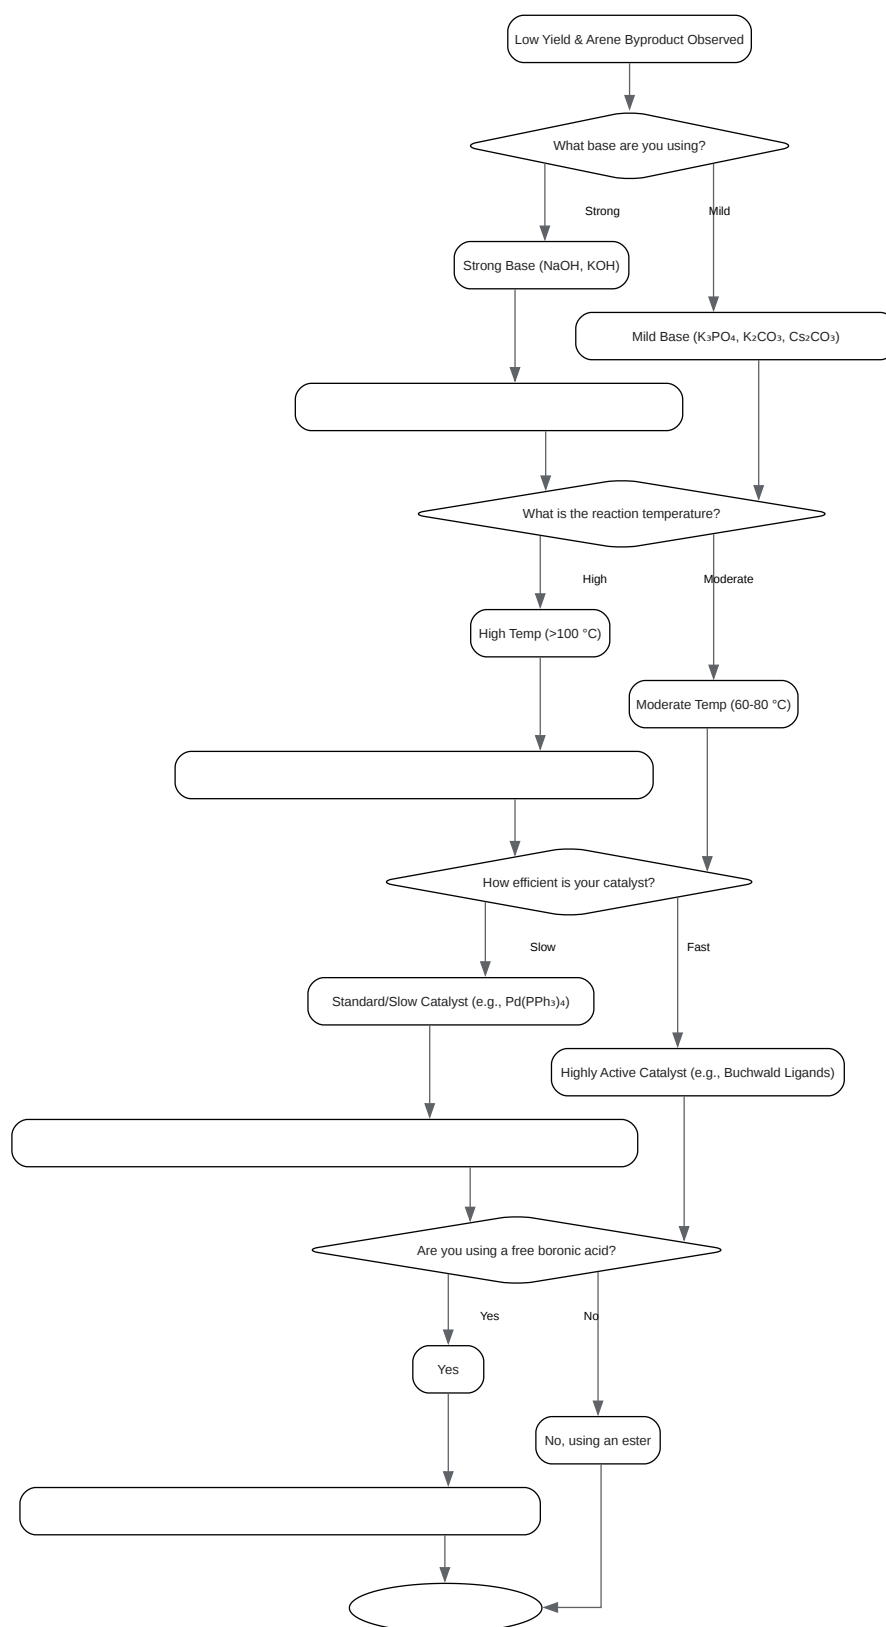 Low Yield & Arene Byproduct Observed
What base are you using?
Strong
Mild
Strong Base (NaOH, KOH)
Mild Base (K₃PO₄, K₂CO₃, Cs₂CO₃)
What is the reaction temperature?
High
Moderate
High Temp (>100 °C)
Moderate Temp (60-80 °C)
How efficient is your catalyst?
Slow
Fast
Standard/Slow Catalyst (e.g., Pd(PPh₃)₄)
Highly Active Catalyst (e.g., Buchwald Ligands)
Are you using a free boronic acid?
Yes
No
Yes
No, using an ester